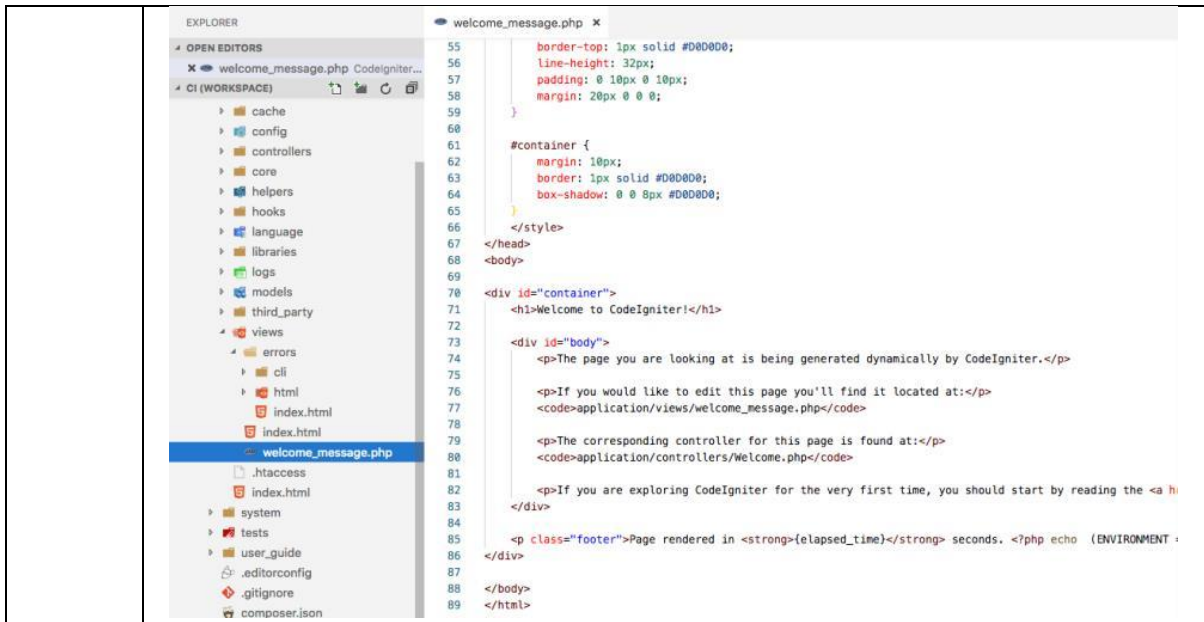 EXPLORER
OPEN EDITORS
welcome_message.php CodeIgniter...
CI (WORKSPACE)
cache
config
controllers
core
helpers
hooks
language
libraries
logs
models
third_party
views
errors
cli
html
index.html
index.html
welcome_message.php
.htaccess
index.html
system
tests
user_guide
.editorconfig
.gitignore
composer.json
welcome_message.php
55 border-top: 1px solid #D0D0D0;
56 line-height: 32px;
57 padding: 0 10px 0 10px;
58 margin: 20px 0 0 0;
59 }
60
61 #container {
62 margin: 10px;
63 border: 1px solid #D0D0D0;
64 box-shadow: 0 0 8px #D0D0D0;
65 }
66 </style>
67 </head>
68 <body>
69
70 <div id="container">
71 <h1>Welcome to CodeIgniter!</h1>
72
73 <div id="body">
74 <p>The page you are looking at is being generated dynamically by CodeIgniter.</p>
75
76 <p>If you would like to edit this page you'll find it located at:</p>
77 <code>application/views/welcome_message.php</code>
78
79 <p>The corresponding controller for this page is found at:</p>
80 <code>application/controllers/Welcome.php</code>
81
82 <p>If you are exploring CodeIgniter for the very first time, you should start by reading the <a
83 </div>
84
85 <p class="footer">Page rendered in <strong>{elapsed_time}</strong> seconds. <?php echo (ENVIRONMENT
86 </div>
87
88 </body>
89 </html>